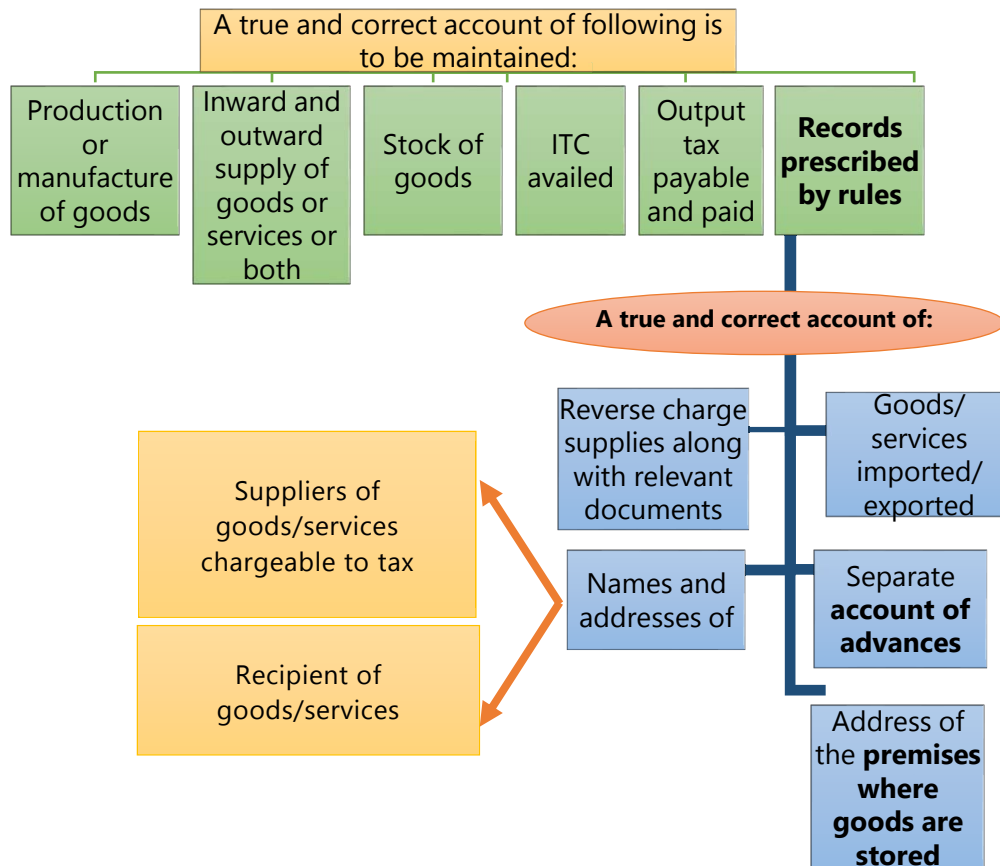 A true and correct account of following is
to be maintained:
Production
or
manufacture
of goods
Inward and
outward
supply of
goods or
services or
both
Stock of
goods
ITC
availed
Output
tax
payable
and paid
Records
prescribed
by rules
A true and correct account of:
Reverse charge
supplies along
with relevant
documents
Goods/
services
imported/
exported
Suppliers of
goods/services
chargeable to tax
Names and
addresses of
Separate
account of
advances
Recipient of
goods/services
Address of
the premises
where
goods are
stored